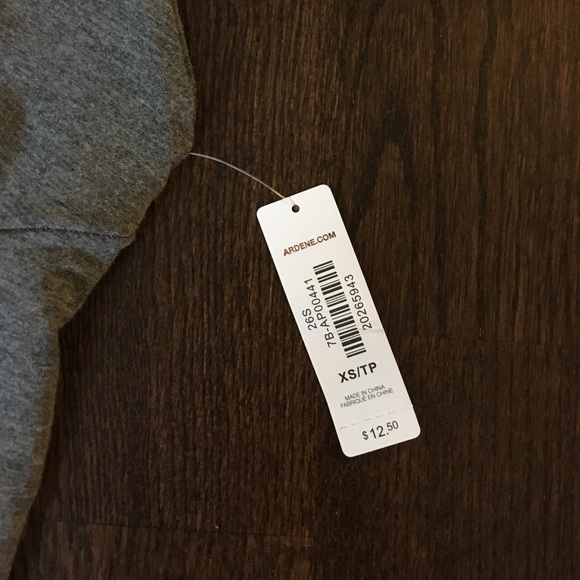 ARDENE.COM
26S
7B-AP00441
20265943
XS/TP
MADE IN CHINA
FABRIQUÉ EN CHINE
$12.50